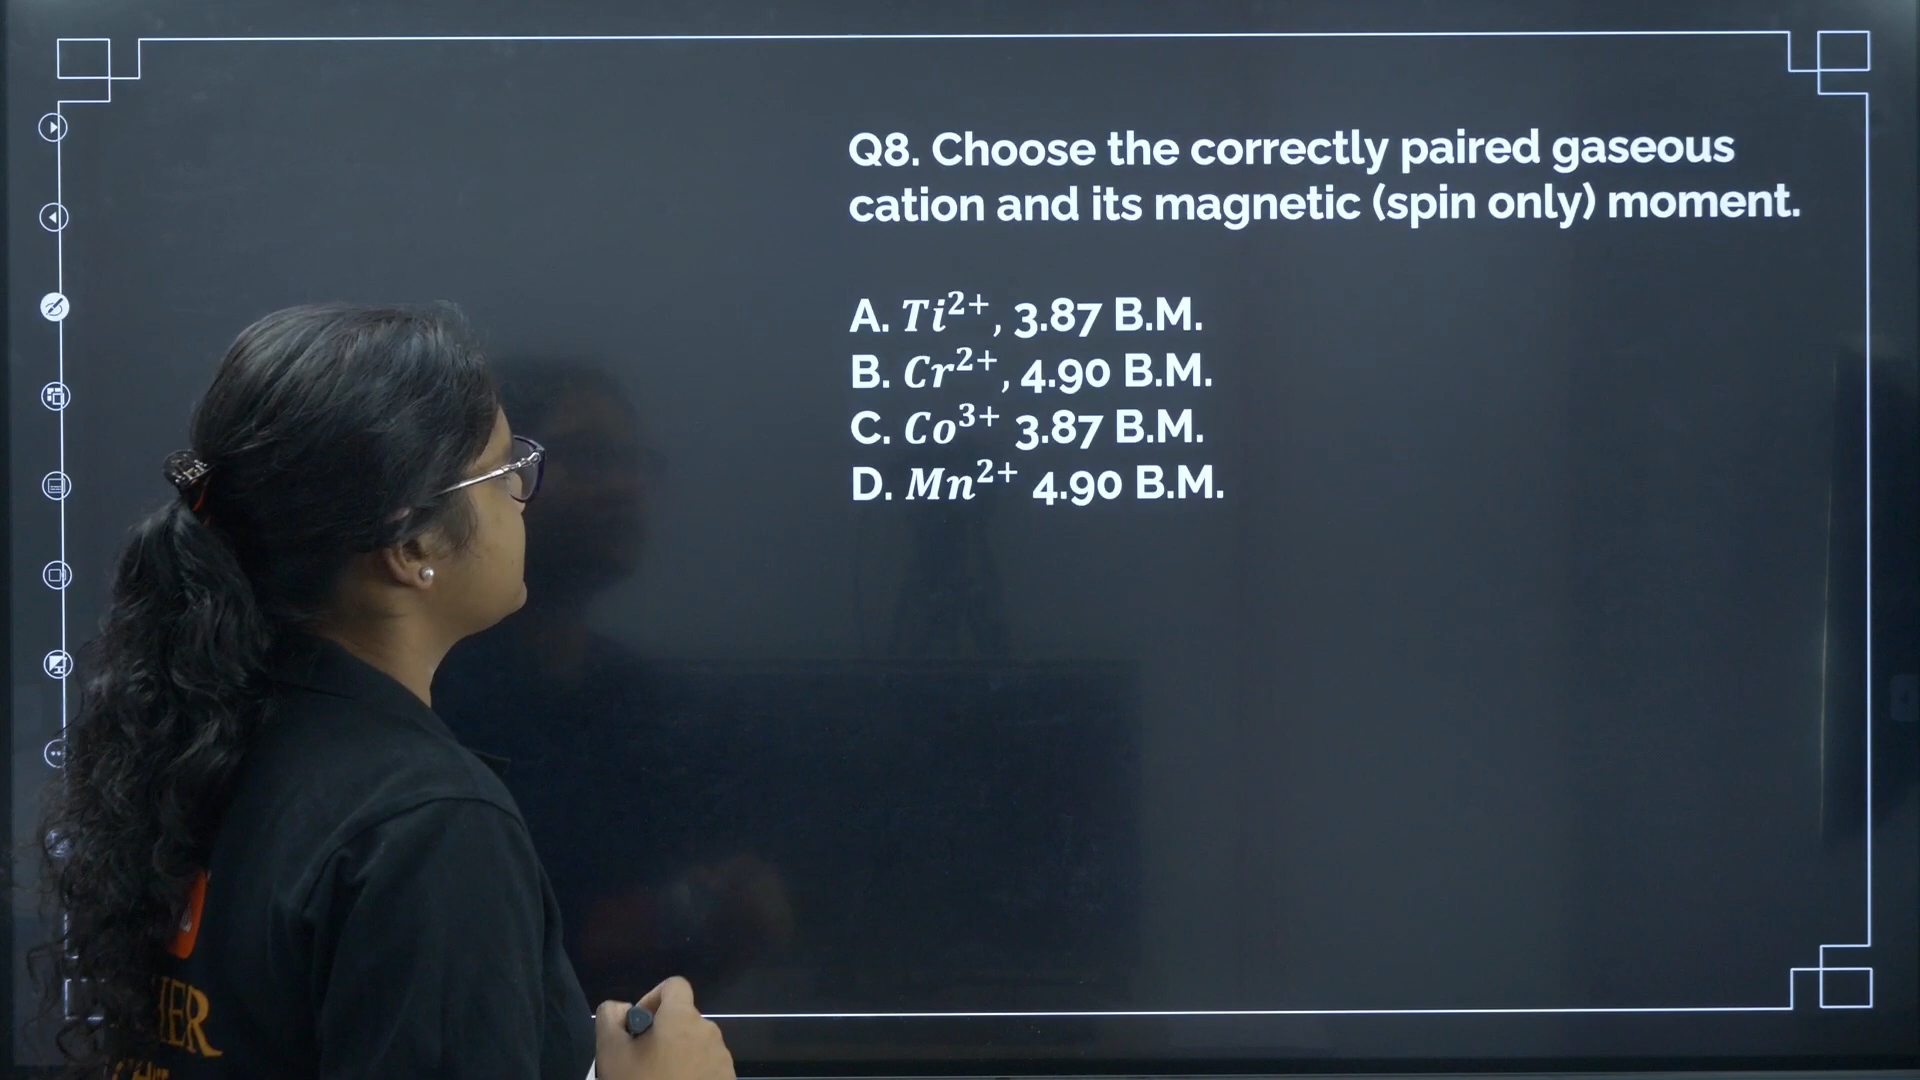 Q8. Choose the correctly paired gaseous
cation and its magnetic (spin only) moment.
A. Ti²⁺, 3.87 B.M.
B. Cr²⁺, 4.90 B.M.
C. Co³⁺ 3.87 B.M.
D. Mn²⁺ 4.90 B.M.